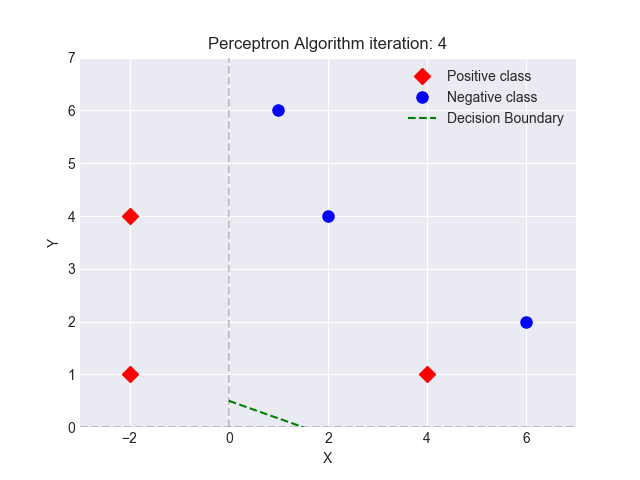 Perceptron Algorithm iteration: 4
Positive class
Negative class
Decision Boundary
7
6
5
4
3
2
1
0
Y
−2
0
2
4
6
X